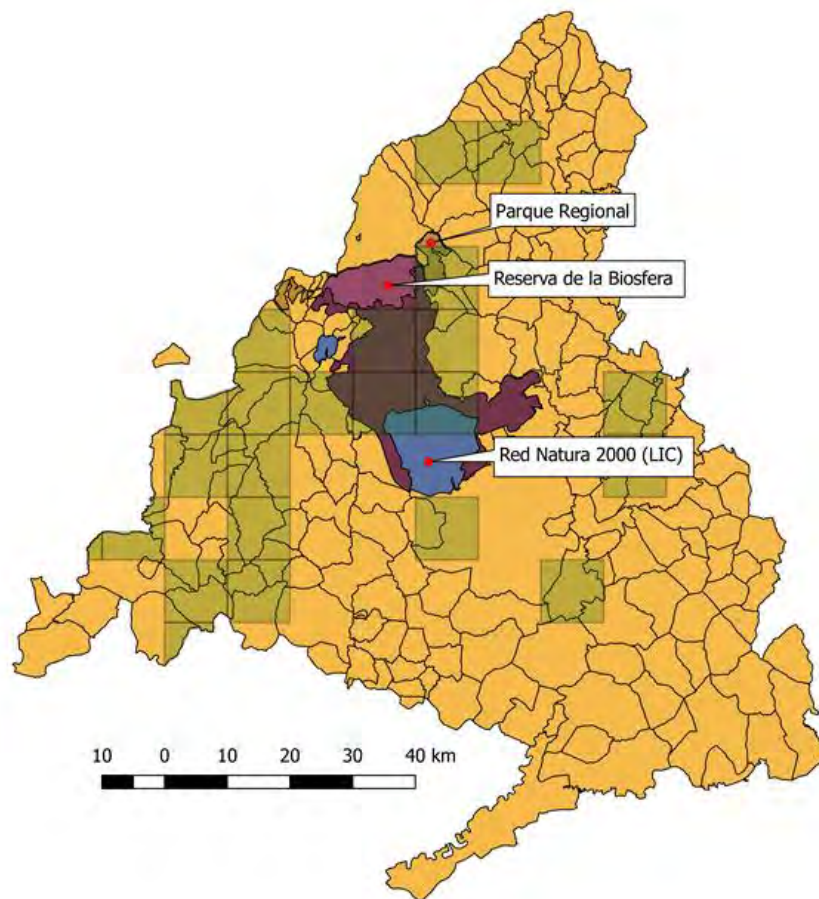 Parque Regional
Reserva de la Biosfera
Red Natura 2000 (LIC)
10 0 10 20 30 40 km